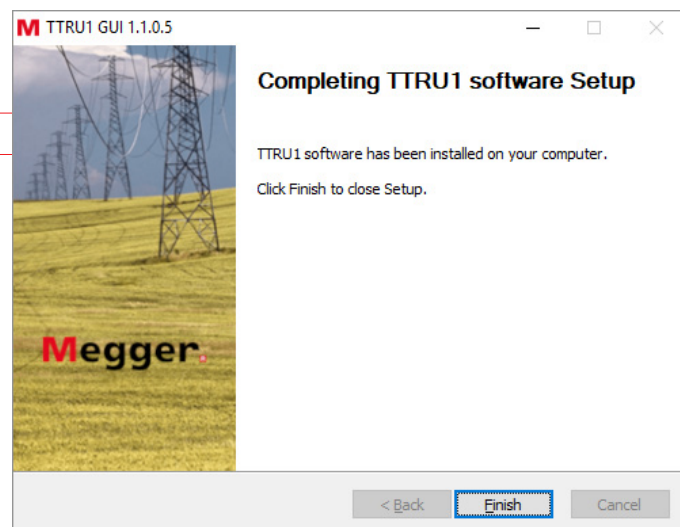 M TTRU1 GUI 1.1.0.5
Completing TTRU1 software Setup
TTRU1 software has been installed on your computer.
Click Finish to close Setup.
Megger.
< Back
Finish
Cancel